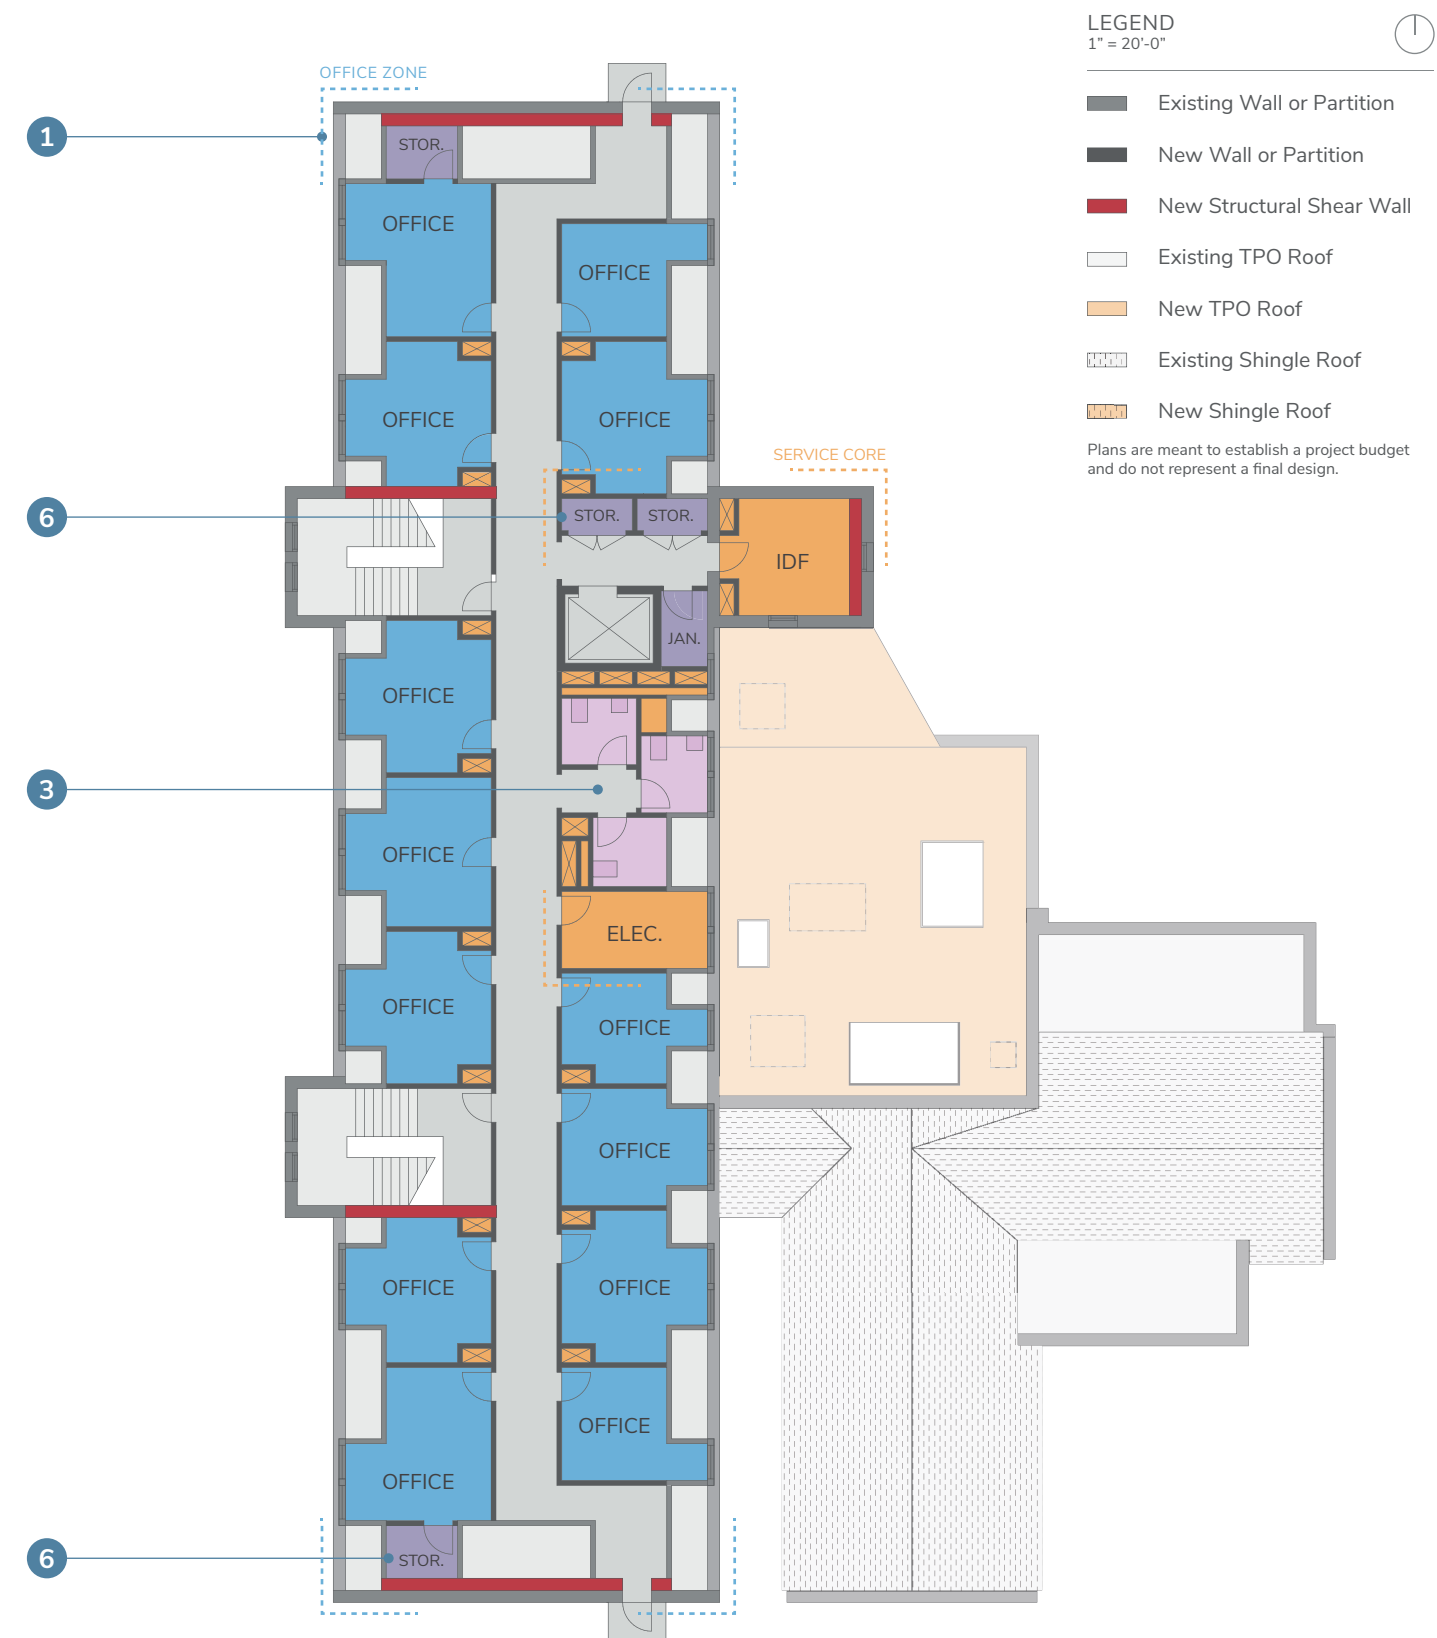 LEGEND
1” = 20’-0”
Existing Wall or Partition
New Wall or Partition
New Structural Shear Wall
Existing TPO Roof
New TPO Roof
Existing Shingle Roof
New Shingle Roof
Plans are meant to establish a project budget
and do not represent a final design.
OFFICE ZONE
1
STOR.
OFFICE
OFFICE
OFFICE
OFFICE
SERVICE CORE
6
STOR.
STOR.
IDF
JAN.
OFFICE
3
OFFICE
ELEC.
OFFICE
OFFICE
OFFICE
OFFICE
OFFICE
OFFICE
OFFICE
6
STOR.